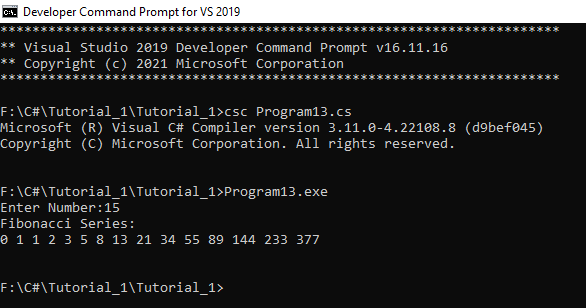 Developer Command Prompt for VS 2019
**********************************************************************
** Visual Studio 2019 Developer Command Prompt v16.11.16
** Copyright (c) 2021 Microsoft Corporation
**********************************************************************
F:\C#\Tutorial_1\Tutorial_1>csc Program13.cs
Microsoft (R) Visual C# Compiler version 3.11.0-4.22108.8 (d9bef045)
Copyright (C) Microsoft Corporation. All rights reserved.
F:\C#\Tutorial_1\Tutorial_1>Program13.exe
Enter Number:15
Fibonacci Series:
0 1 1 2 3 5 8 13 21 34 55 89 144 233 377
F:\C#\Tutorial_1\Tutorial_1>